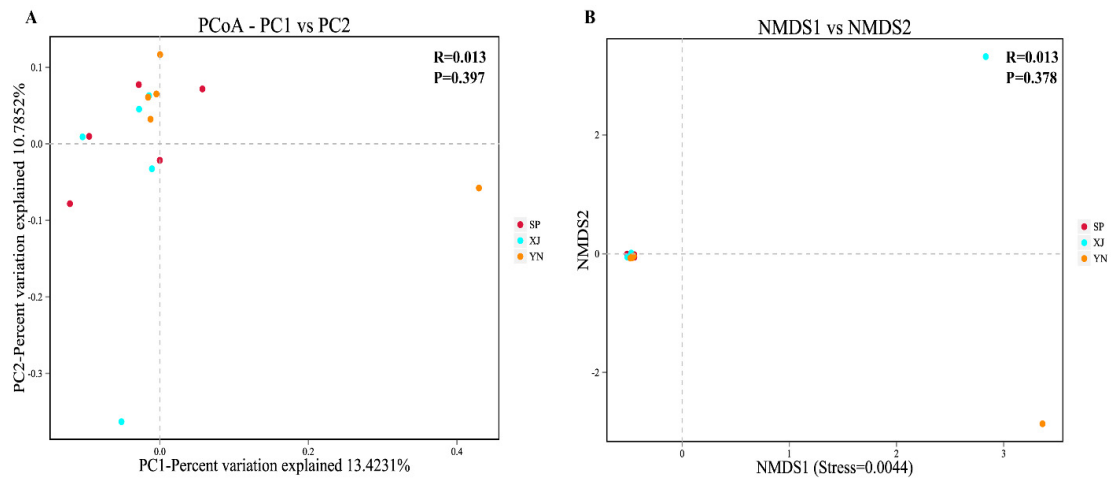 A
PCoA - PC1 vs PC2
R=0.013
P=0.397
PC2-Percent variation explained 10.7852%
0.1
0.0
-0.1
-0.2
-0.3
0.0
0.2
0.4
PC1-Percent variation explained 13.4231%
SP
XJ
YN
B
NMDS1 vs NMDS2
R=0.013
P=0.378
NMDS2
2
0
-2
0
1
2
3
NMDS1 (Stress=0.0044)
SP
XJ
YN